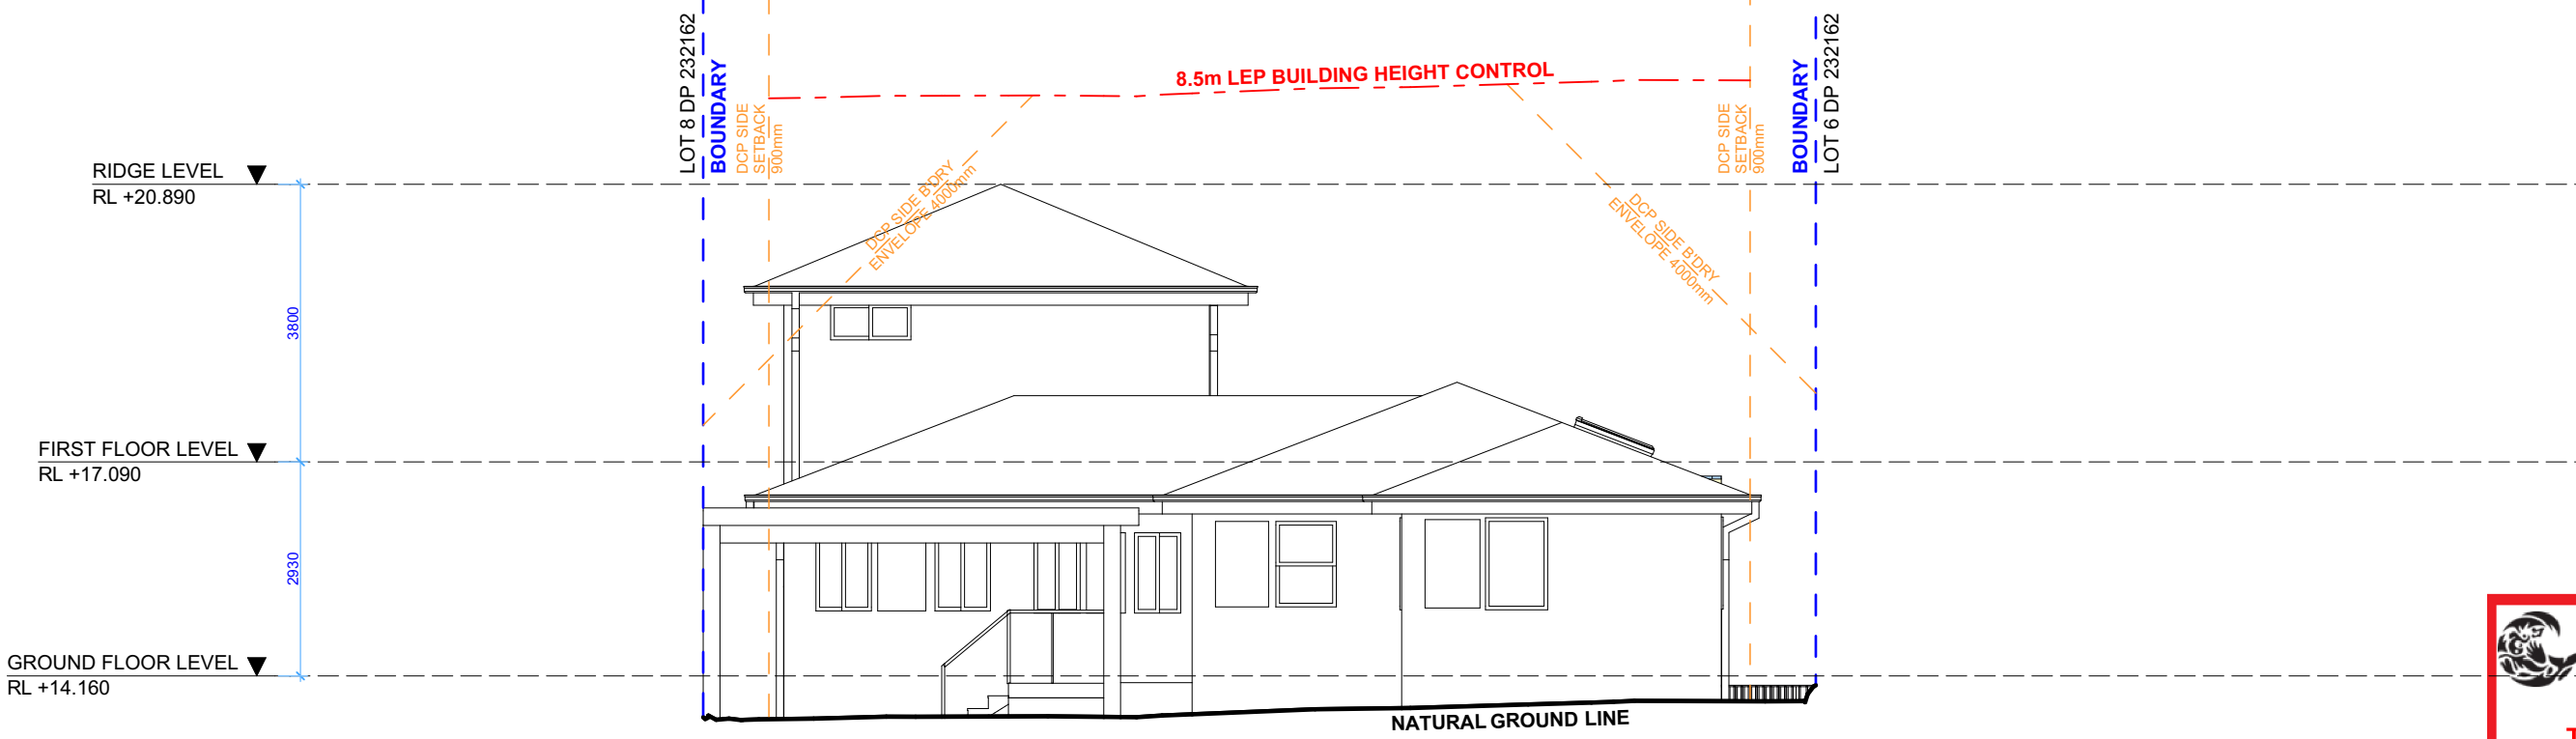 LOT 8 DP 232162
BOUNDARY
DCP SIDE
SETBACK
900mm
8.5m LEP BUILDING HEIGHT CONTROL
DCP SIDE
SETBACK
900mm
BOUNDARY
LOT 6 DP 232162
RIDGE LEVEL
RL +20.890
DCP SIDE B'DRY
ENVELOPE 4000mm
DCP SIDE B'DRY
ENVELOPE 4000mm
3800
FIRST FLOOR LEVEL
RL +17.090
2930
GROUND FLOOR LEVEL
RL +14.160
NATURAL GROUND LINE